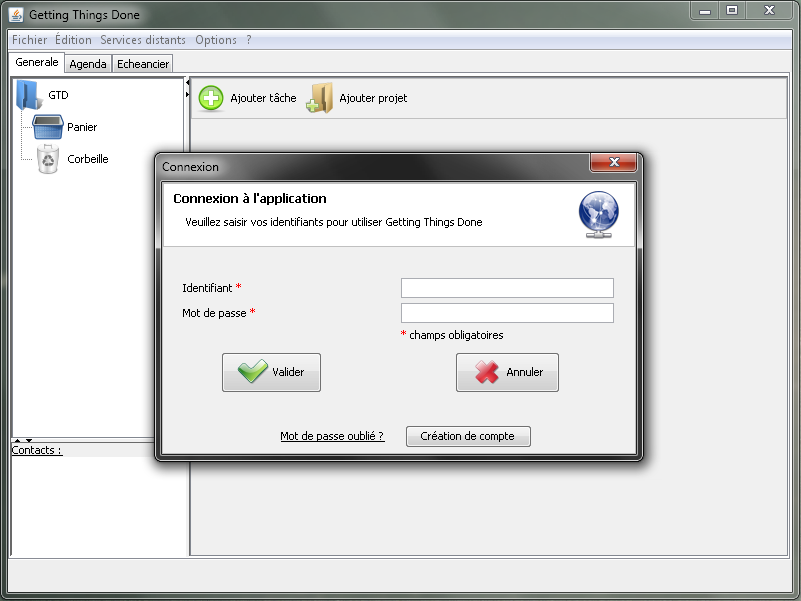 Getting Things Done
Fichier Édition Services distants Options ?
Generale Agenda Echeancier
GTD
Panier
Corbeille
Ajouter tâche Ajouter projet
Connexion
Connexion à l'application
Veuillez saisir vos identifiants pour utiliser Getting Things Done
Identifiant *
Mot de passe *
* champs obligatoires
Valider Annuler
Mot de passe oublié ? Création de compte
Contacts :